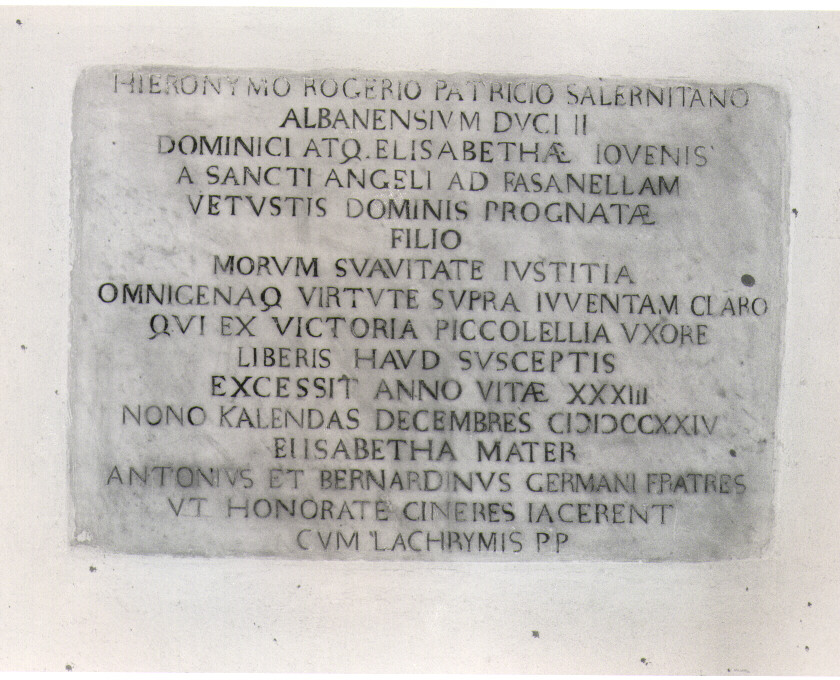 HIERONYMO ROGERIO PATRICIO SALERNITANO
ALBANENSIVM DVCI II
DOMINICI ATQ. ELISABETHÆ IOVENIS
A SANCTI ANGELI AD FASANELLAM
VETVSTIS DOMINIS PROGNATÆ
FILIO
MORVM SVAVITATE IVSTITIA
OMNIGENAQ VIRTVTE SVPRA IVVENTAM CLARO
QVI EX VICTORIA PICCOLELLIA VXORE
LIBERIS HAVD SVSCEPTIS
EXCESSIT ANNO VITÆ XXXIII
NONO KALENDAS DECEMBRES CIↃIↃCCXXIV
ELISABETHA MATER
ANTONIVS ET BERNARDINVS GERMANI FRATRES
VT HONORATE CINERES IACERENT
CVM LACHRYMIS PP